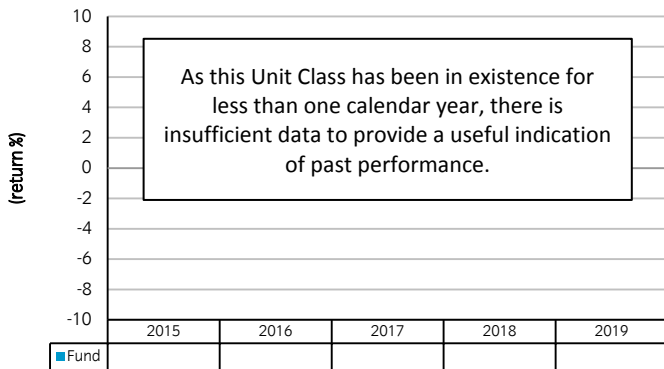 10
8
6
4
2
0
-2
-4
-6
-8
-10
(return %)
As this Unit Class has been in existence for
less than one calendar year, there is
insufficient data to provide a useful indication
of past performance.
2015 2016 2017 2018 2019
Fund